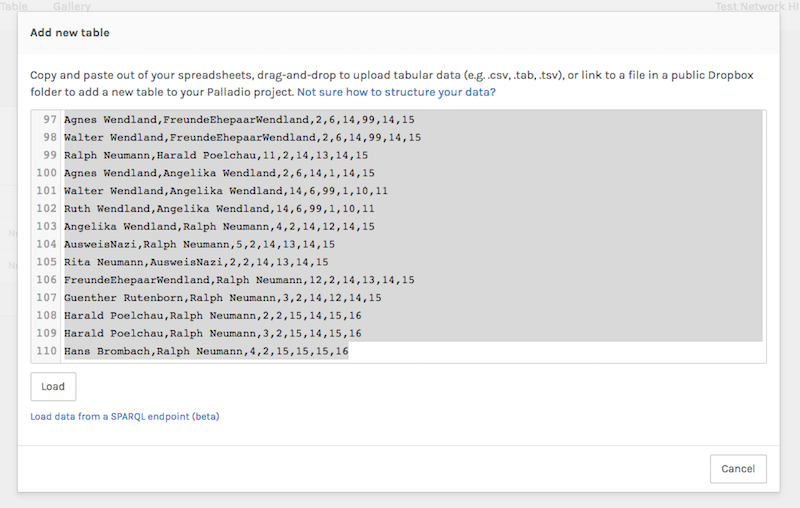 Table Gallery Test Network HI
Add new table
Copy and paste out of your spreadsheets, drag-and-drop to upload tabular data (e.g. .csv, .tab, .tsv), or link to a file in a public Dropbox
folder to add a new table to your Palladio project. Not sure how to structure your data?
97 Agnes Wendland,FreundeEhepaarWendland,2,6,14,99,14,15
98 Walter Wendland,FreundeEhepaarWendland,2,6,14,99,14,15
99 Ralph Neumann,Harald Poelchau,11,2,14,13,14,15
100 Agnes Wendland,Angelika Wendland,2,6,14,1,14,15
101 Walter Wendland,Angelika Wendland,14,6,99,1,10,11
102 Ruth Wendland,Angelika Wendland,14,6,99,1,10,11
103 Angelika Wendland,Ralph Neumann,4,2,14,12,14,15
104 AusweisNazi,Ralph Neumann,5,2,14,13,14,15
105 Rita Neumann,AusweisNazi,2,2,14,13,14,15
106 FreundeEhepaarWendland,Ralph Neumann,12,2,14,13,14,15
107 Guenther Rutenborn,Ralph Neumann,3,2,14,12,14,15
108 Harald Poelchau,Ralph Neumann,2,2,15,14,15,16
109 Harald Poelchau,Ralph Neumann,3,2,15,14,15,16
110 Hans Brombach,Ralph Neumann,4,2,15,15,15,16
Load
Load data from a SPARQL endpoint (beta)
Cancel